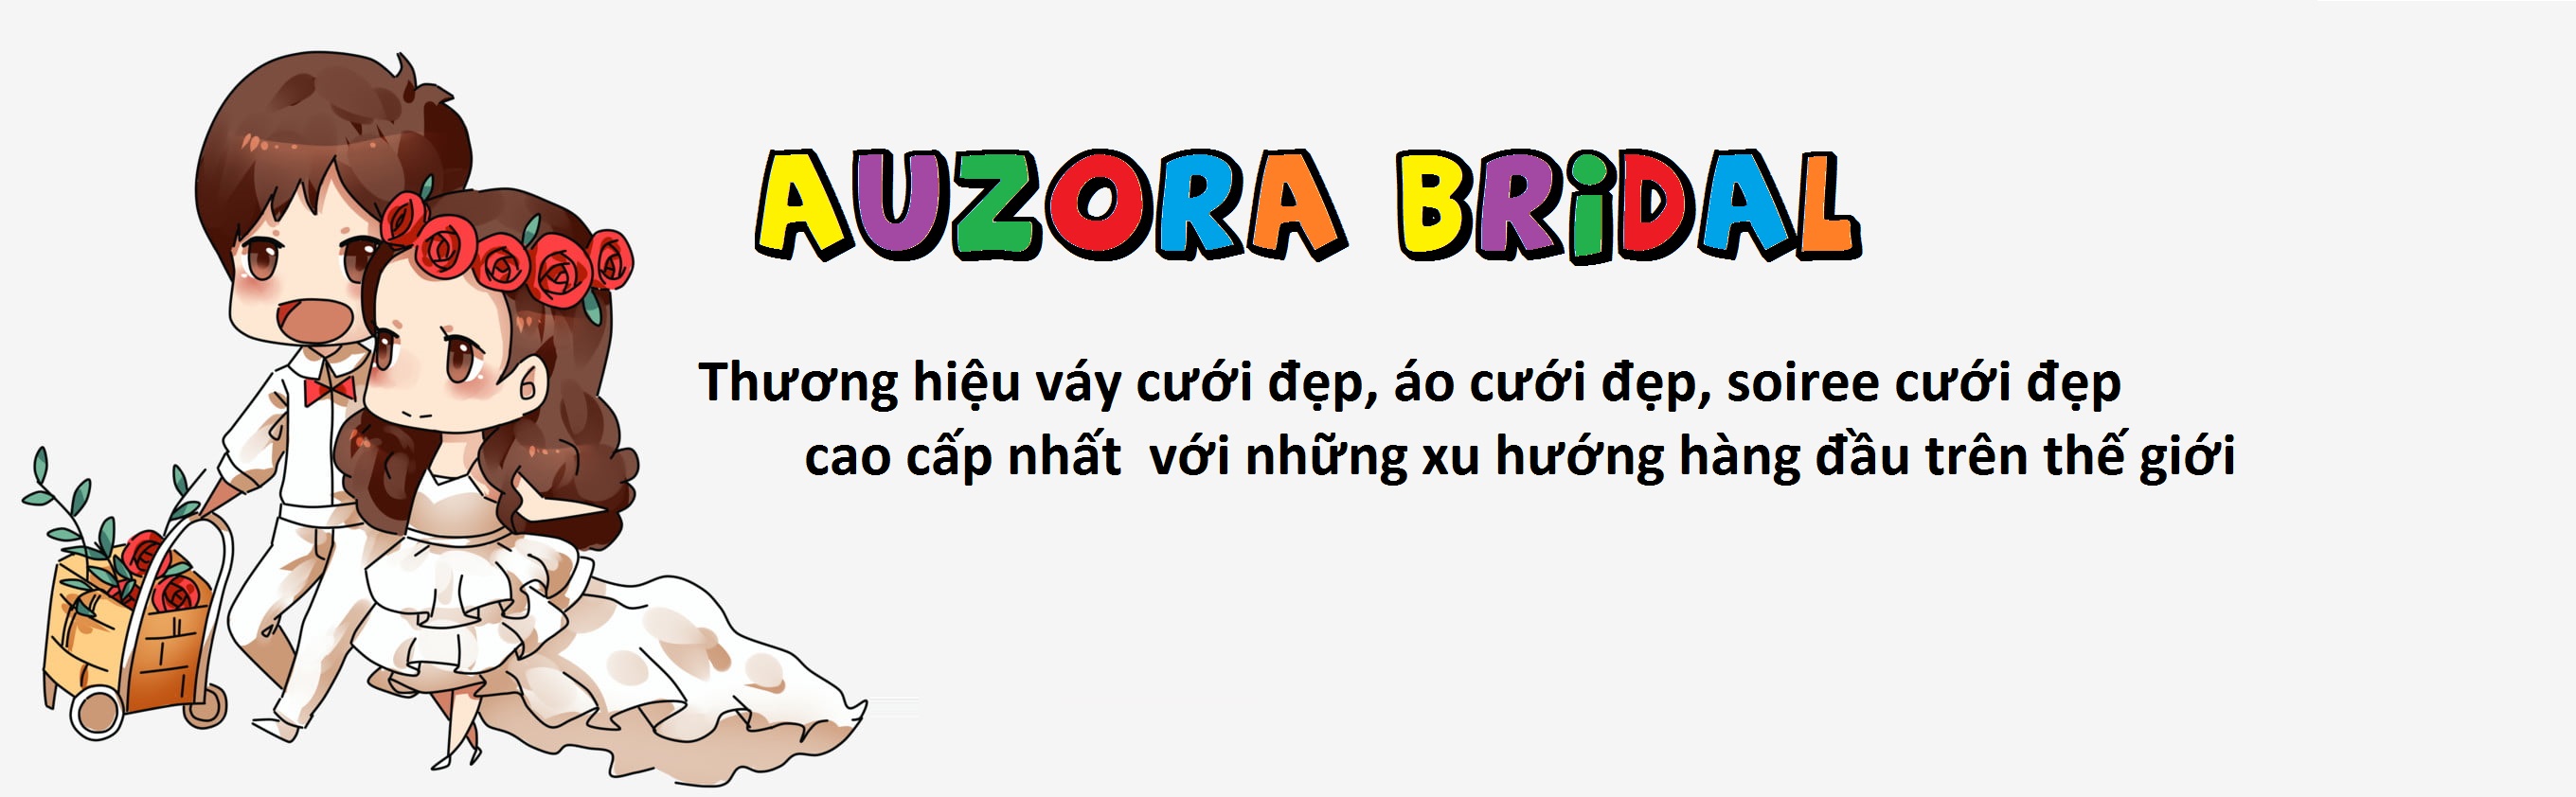 AUZORA BRiDAL
Thương hiệu váy cưới đẹp, áo cưới đẹp, soiree cưới đẹp
cao cấp nhất với những xu hướng hàng đầu trên thế giới